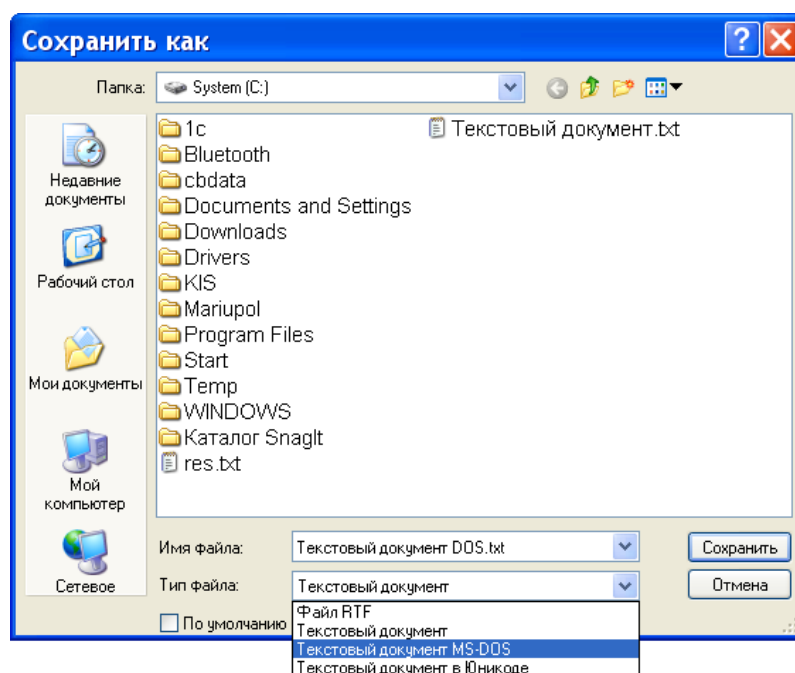 Сохранить как
Папка: System (C:)
Недавние документы
Рабочий стол
Мои документы
Мой компьютер
Сетевое
1c
Bluetooth
cbdata
Documents and Settings
Downloads
Drivers
KIS
Mariupol
Program Files
Start
Temp
WINDOWS
Каталог SnagIt
res.txt
Текстовый документ.txt
Имя файла: Текстовый документ DOS.txt Сохранить
Тип файла: Текстовый документ Отмена
По умолчанию
Файл RTF
Текстовый документ
Текстовый документ MS-DOS
Текстовый документ в Юникоде